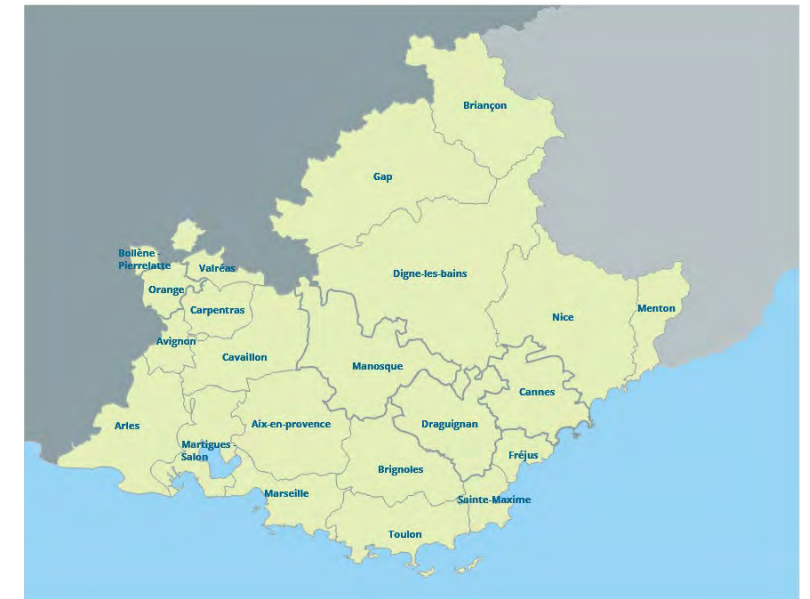 Briançon
Gap
Bollène -
Pierrelatte
Valréas
Digne-les-bains
Orange
Carpentras
Menton
Nice
Avignon
Cavaillon
Manosque
Cannes
Arles
Aix-en-provence
Draguignan
Martigues -
Salon
Fréjus
Brignoles
Marseille
Sainte-Maxime
Toulon